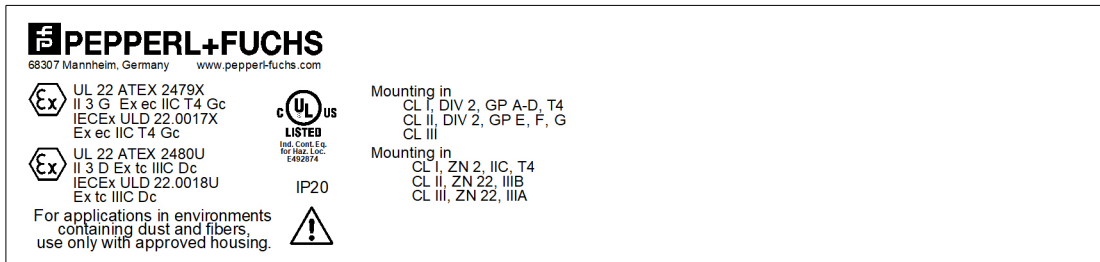 PEPPERL+FUCHS
68307 Mannheim, Germany www.pepperl-fuchs.com
UL 22 ATEX 2479X
II 3 G Ex ec IIC T4 Gc
IECEx ULD 22.0017X
Ex ec IIC T4 Gc
UL 22 ATEX 2480U
II 3 D Ex tc IIIC Dc
IECEx ULD 22.0018U
Ex tc IIIC Dc
For applications in environments
containing dust and fibers,
use only with approved housing.
C UL US
LISTED
Ind. Cont. Eq.
for Haz. Loc.
E492874
IP20
Mounting in
CL I, DIV 2, GP A-D, T4
CL II, DIV 2, GP E, F, G
CL III
Mounting in
CL I, ZN 2, IIC, T4
CL II, ZN 22, IIIB
CL III, ZN 22, IIIA